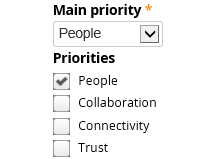 Main priority *
People
Priorities
People
Collaboration
Connectivity
Trust